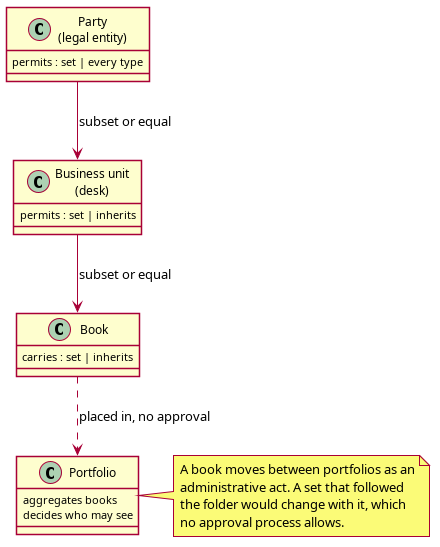 C Party
(legal entity)
permits : set | every type
subset or equal
C Business unit
(desk)
permits : set | inherits
subset or equal
C Book
carries : set | inherits
placed in, no approval
C Portfolio
aggregates books
decides who may see
A book moves between portfolios as an
administrative act. A set that followed
the folder would change with it, which
no approval process allows.